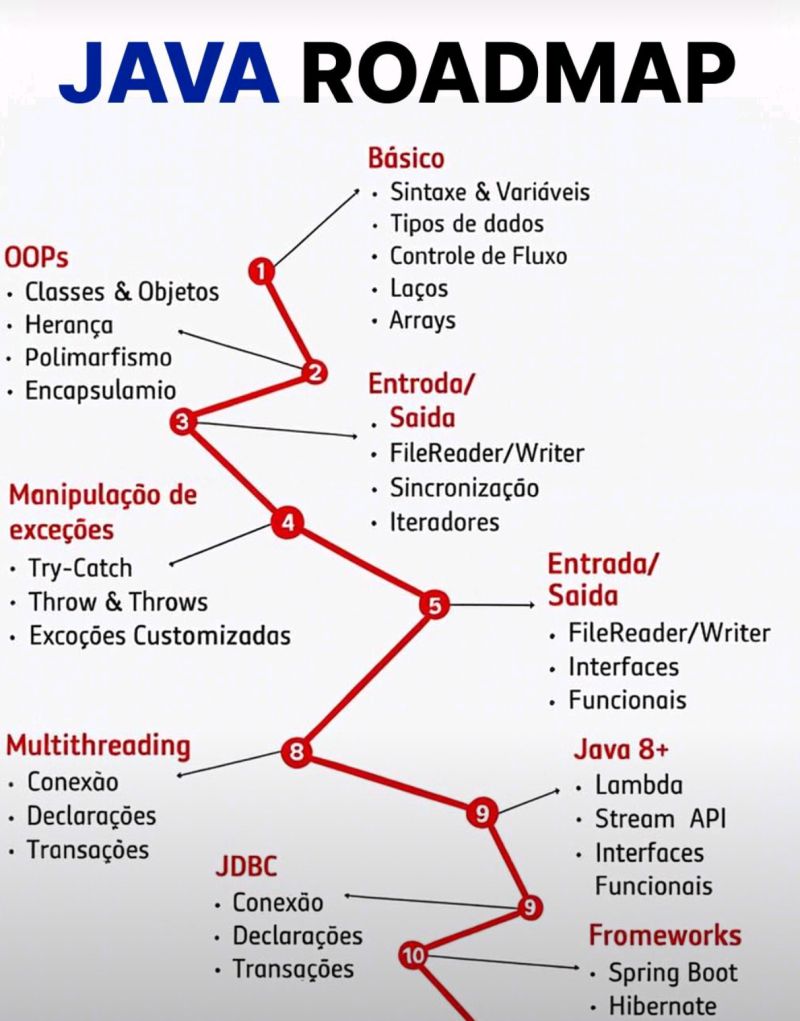 JAVA ROADMAP
1
Básico
· Sintaxe & Variáveis
· Tipos de dados
· Controle de Fluxo
· Laços
· Arrays
2
OOPs
· Classes & Objetos
· Herança
· Polimarfismo
· Encapsulamio
3
Entroda/
· Saida
· FileReader/Writer
· Sincronização
· Iteradores
4
Manipulação de
exceções
· Try-Catch
· Throw & Throws
· Excoções Customizadas
5
Entrada/
Saida
· FileReader/Writer
· Interfaces
· Funcionais
8
Multithreading
· Conexão
· Declarações
· Transações
9
Java 8+
· Lambda
· Stream API
· Interfaces
Funcionais
9
JDBC
· Conexão
· Declarações
· Transações
10
Fromeworks
· Spring Boot
· Hibernate